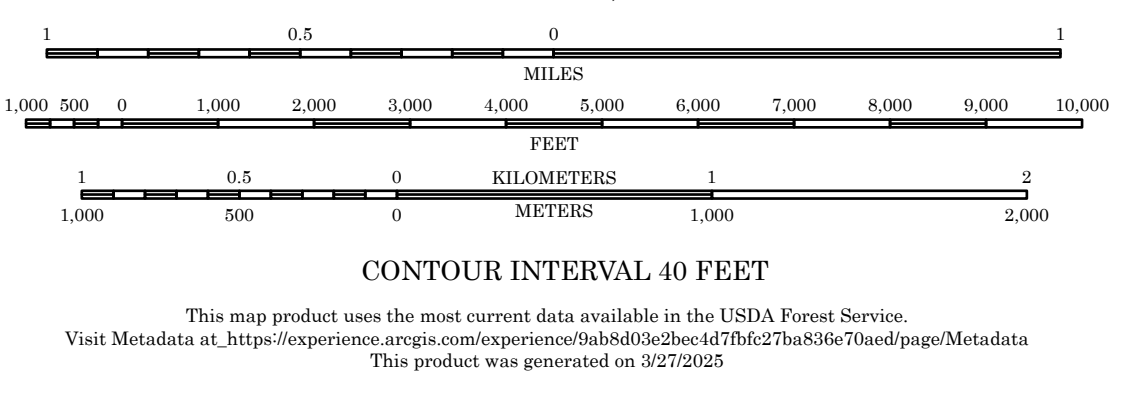 1 0.5 0 1
MILES
1,000 500 0 1,000 2,000 3,000 4,000 5,000 6,000 7,000 8,000 9,000 10,000
FEET
1 0.5 0 KILOMETERS 1 2
1,000 500 0 METERS 1,000 2,000
CONTOUR INTERVAL 40 FEET
This map product uses the most current data available in the USDA Forest Service.
Visit Metadata at_https://experience.arcgis.com/experience/9ab8d03e2bec4d7fbfc27ba836e70aed/page/Metadata
This product was generated on 3/27/2025